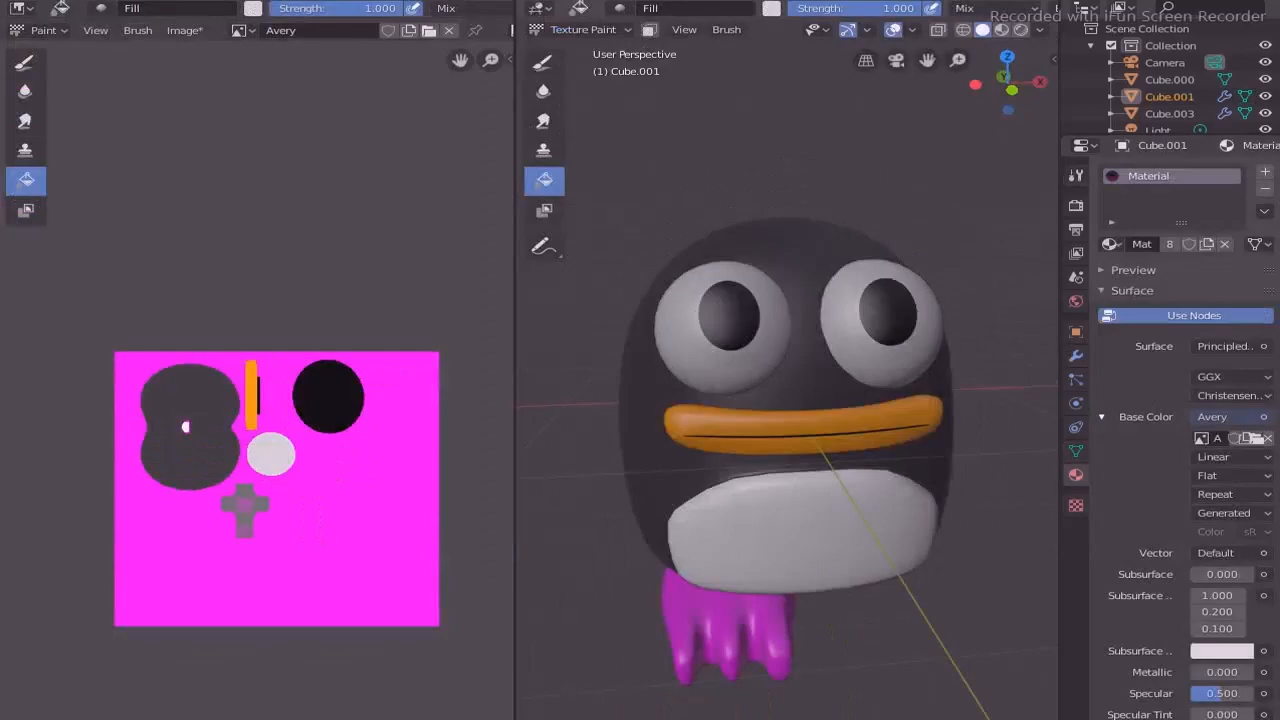 Fill
Strength: 1.000
Mix
Fill
Strength: 1.000
Mix
Recorded with iFun Screen Recorder
Paint
View
Brush
Image*
Avery
Texture Paint
View
Brush
Scene Collection
Collection
Camera
Cube.000
Cube.001
Cube.003
Light
User Perspective
(1) Cube.001
X
Y
Z
Cube.001
Materia
Material
Mat
8
Preview
Surface
Use Nodes
Surface
Principled..
GGX
Christensen..
Base Color
Avery
A
Linear
Flat
Repeat
Generated
Color
sR
Vector
Default
Subsurface
0.000
Subsurface ..
1.000
0.200
0.100
Subsurface ..
Metallic
0.000
Specular
0.500
Specular Tint
0.000